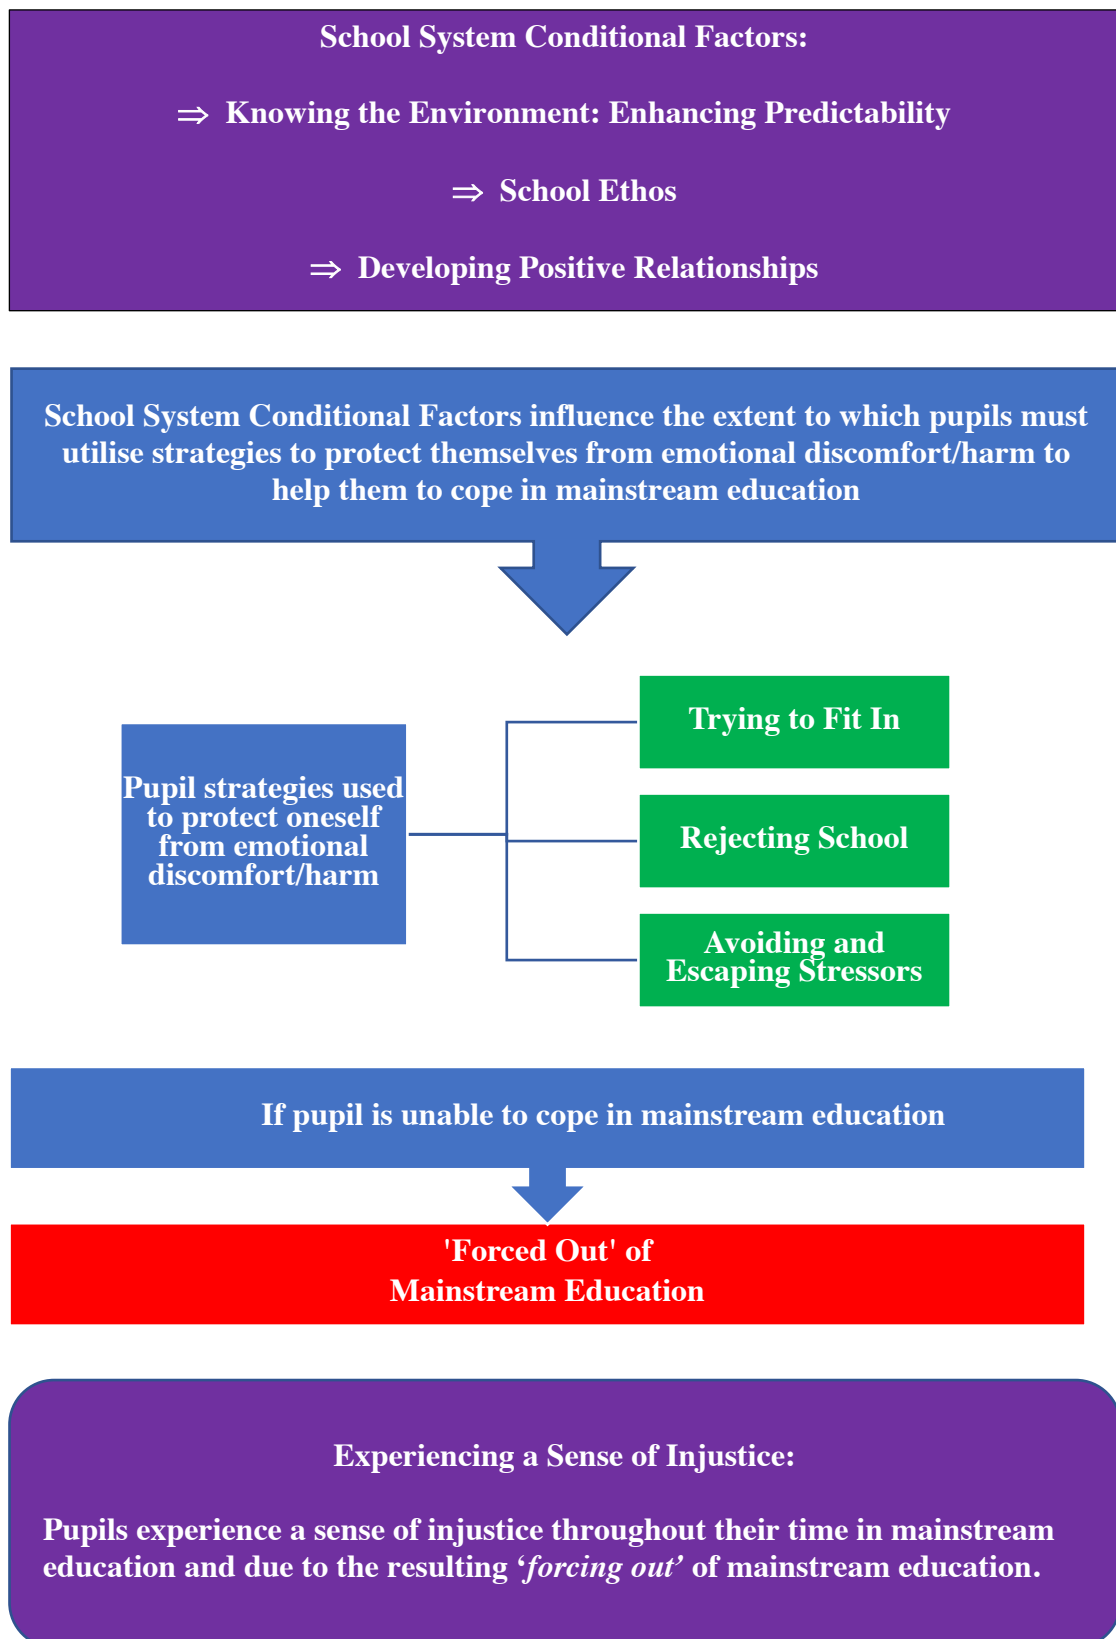 School System Conditional Factors:
⇒ Knowing the Environment: Enhancing Predictability
⇒ School Ethos
⇒ Developing Positive Relationships
School System Conditional Factors influence the extent to which pupils must
utilise strategies to protect themselves from emotional discomfort/harm to
help them to cope in mainstream education
Pupil strategies used
to protect oneself
from emotional
discomfort/harm
Trying to Fit In
Rejecting School
Avoiding and
Escaping Stressors
If pupil is unable to cope in mainstream education
'Forced Out' of
Mainstream Education
Experiencing a Sense of Injustice:
Pupils experience a sense of injustice throughout their time in mainstream
education and due to the resulting ‘forcing out’ of mainstream education.